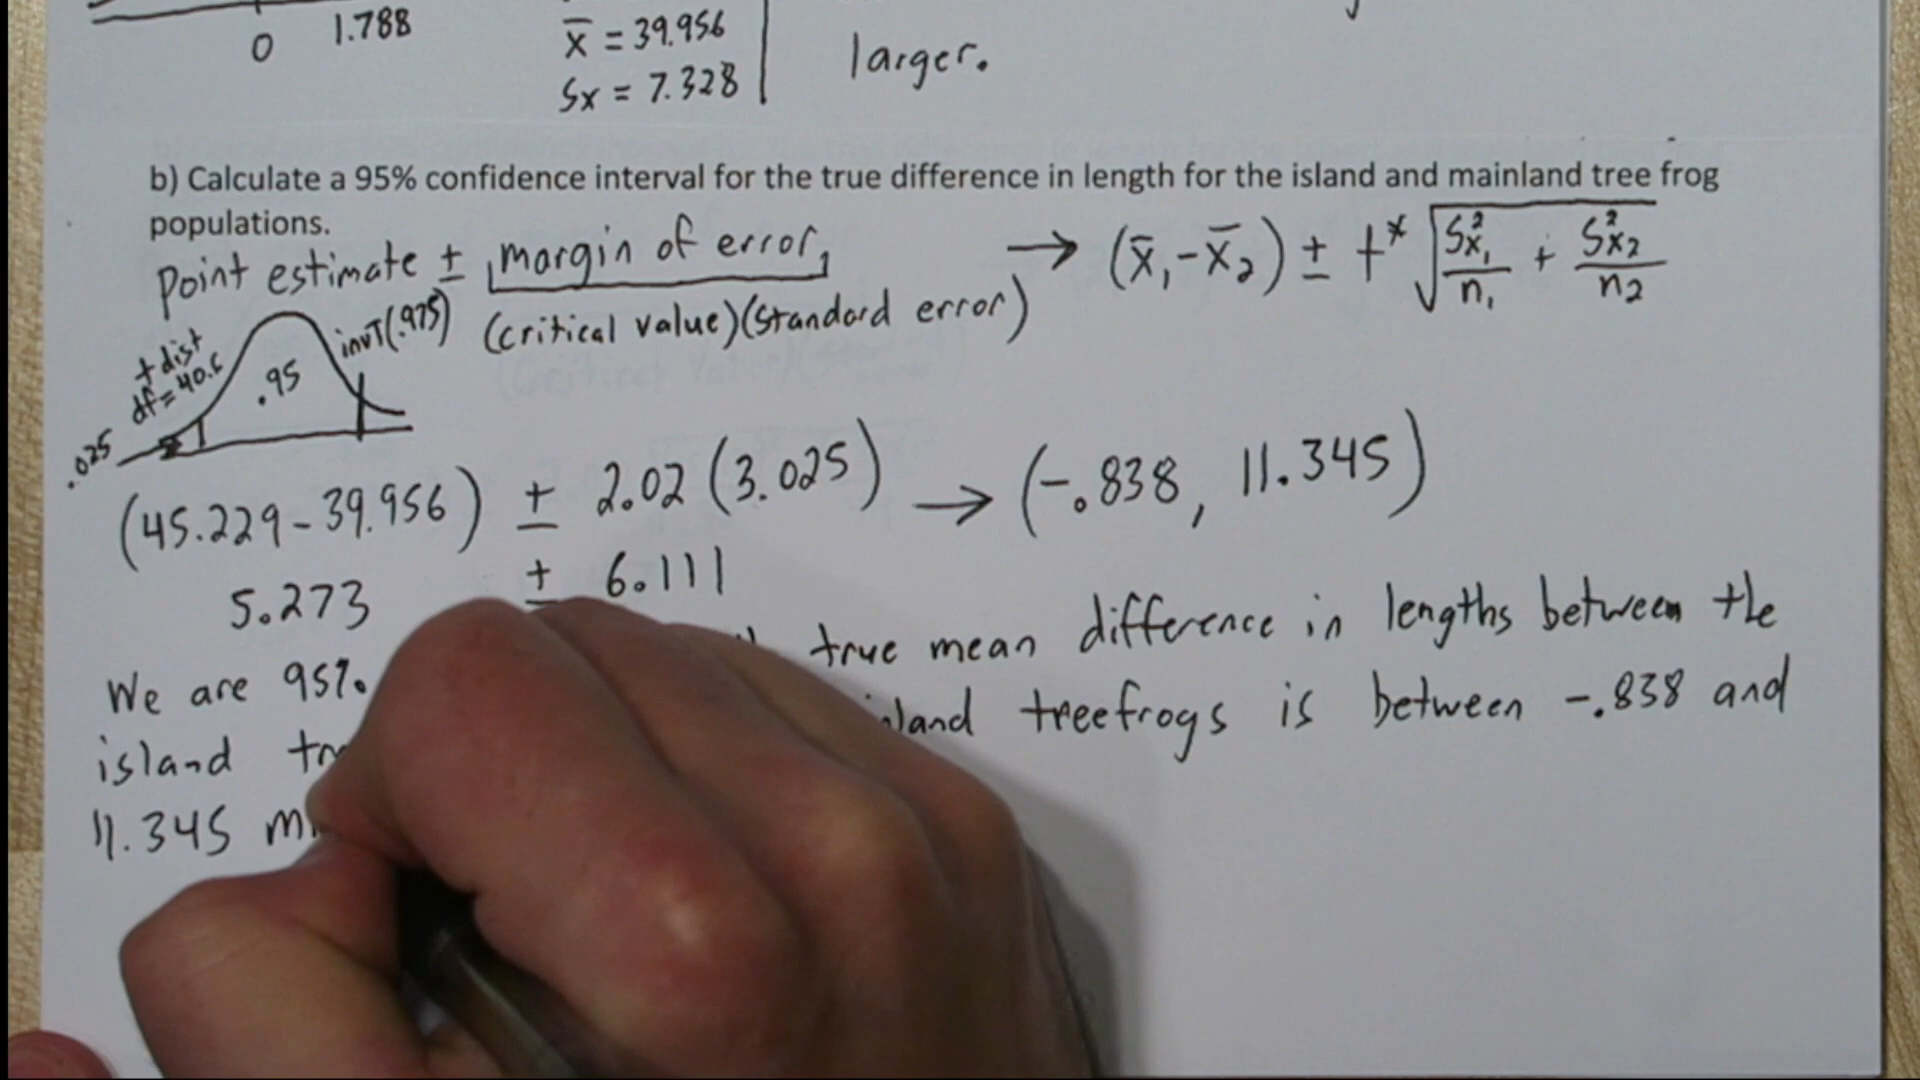 0 1.788
x̄ = 39.956
Sx = 7.328
larger.
b) Calculate a 95% confidence interval for the true difference in length for the island and mainland tree frog
populations.
Point estimate ± margin of error → (x̄₁-x̄₂) ± t* √(Sx₁²/n₁ + Sx₂²/n₂)
(critical value)(standard error)
t dist
df=40.6
.95
invT(.975)
.025
(45.229-39.956) ± 2.02 (3.025) → (-.838, 11.345)
5.273 ± 6.111
We are 95% true mean difference in lengths between the
island treefrogs is between -.838 and
11.345